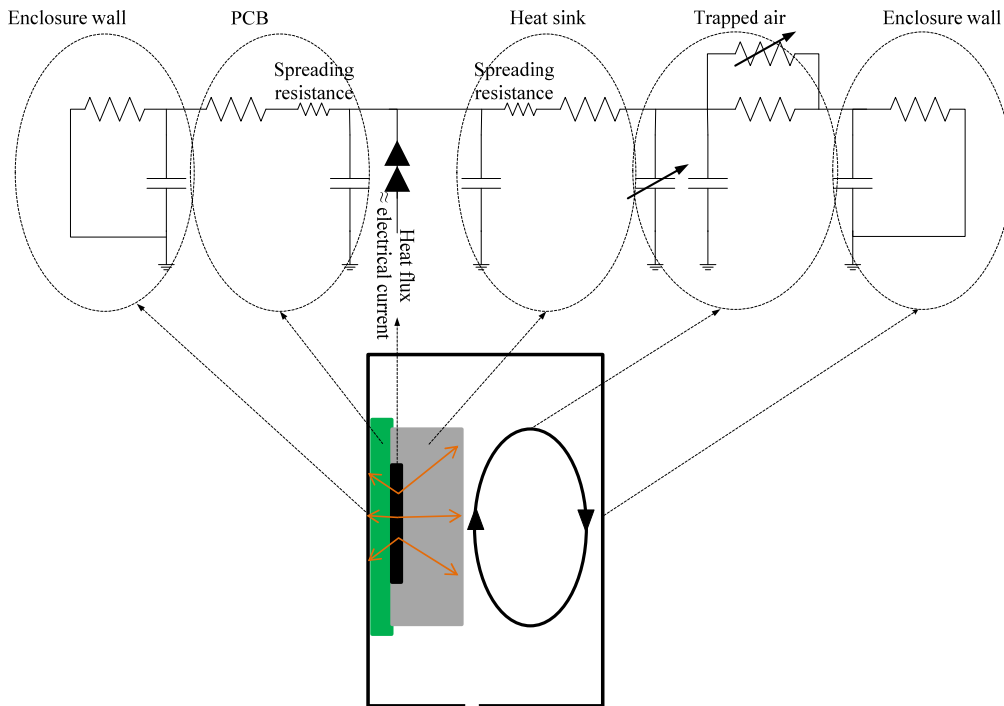 Enclosure wall
PCB
Heat sink
Trapped air
Enclosure wall
Spreading
resistance
Spreading
resistance
Heat flux
≈ electrical current